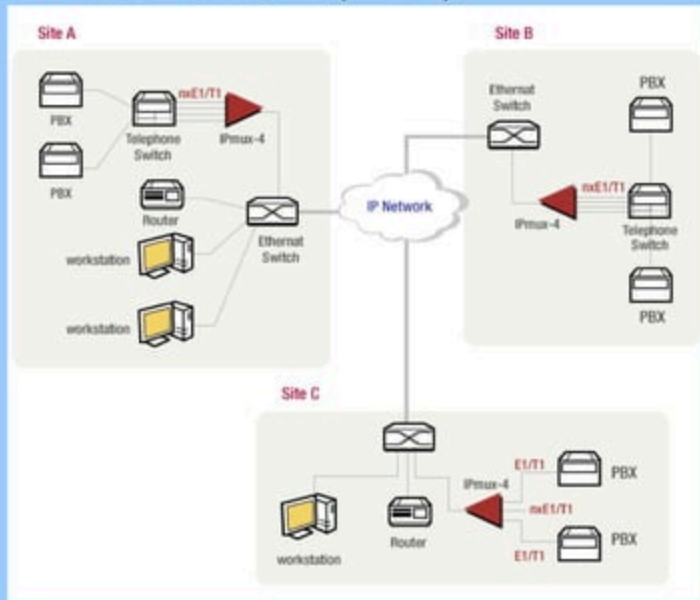 Site A
PBX
PBX
nxE1/T1
Telephone
Switch
IPmux-4
Router
workstation
workstation
Ethernat
Switch
IP Network
Site B
Ethernat
Switch
PBX
nxE1/T1
IPmux-4
Telephone
Switch
PBX
Site C
workstation
Router
IPmux-4
E1/T1
PBX
nxE1/T1
E1/T1
PBX